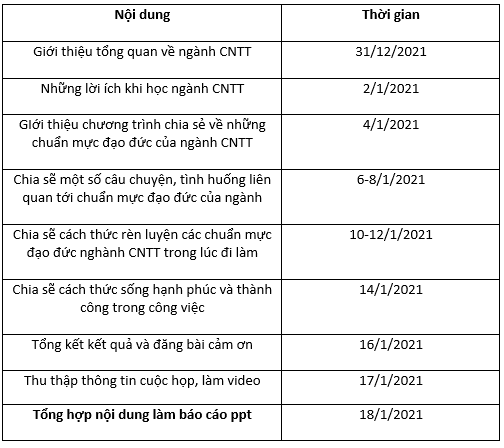 Nội dung Thời gian
Giới thiệu tổng quan về ngành CNTT 31/12/2021
Những lời ích khi học ngành CNTT 2/1/2021
GIới thiệu chương trình chia sẻ về những 4/1/2021
chuẩn mực đạo đức của ngành CNTT
Chia sẽ một số câu chuyện, tình huống liên 6-8/1/2021
quan tới chuẩn mực đạo đức của ngành
Chia sẽ cách thức rèn luyện các chuẩn mực 10-12/1/2021
đạo đức nghành CNTT trong lúc đi làm
Chia sẽ cách thức sống hạnh phúc và thành 14/1/2021
công trong công việc
Tổng kết kết quả và đăng bài cảm ơn 16/1/2021
Thu thập thông tin cuộc họp, làm video 17/1/2021
Tổng hợp nội dung làm báo cáo ppt 18/1/2021